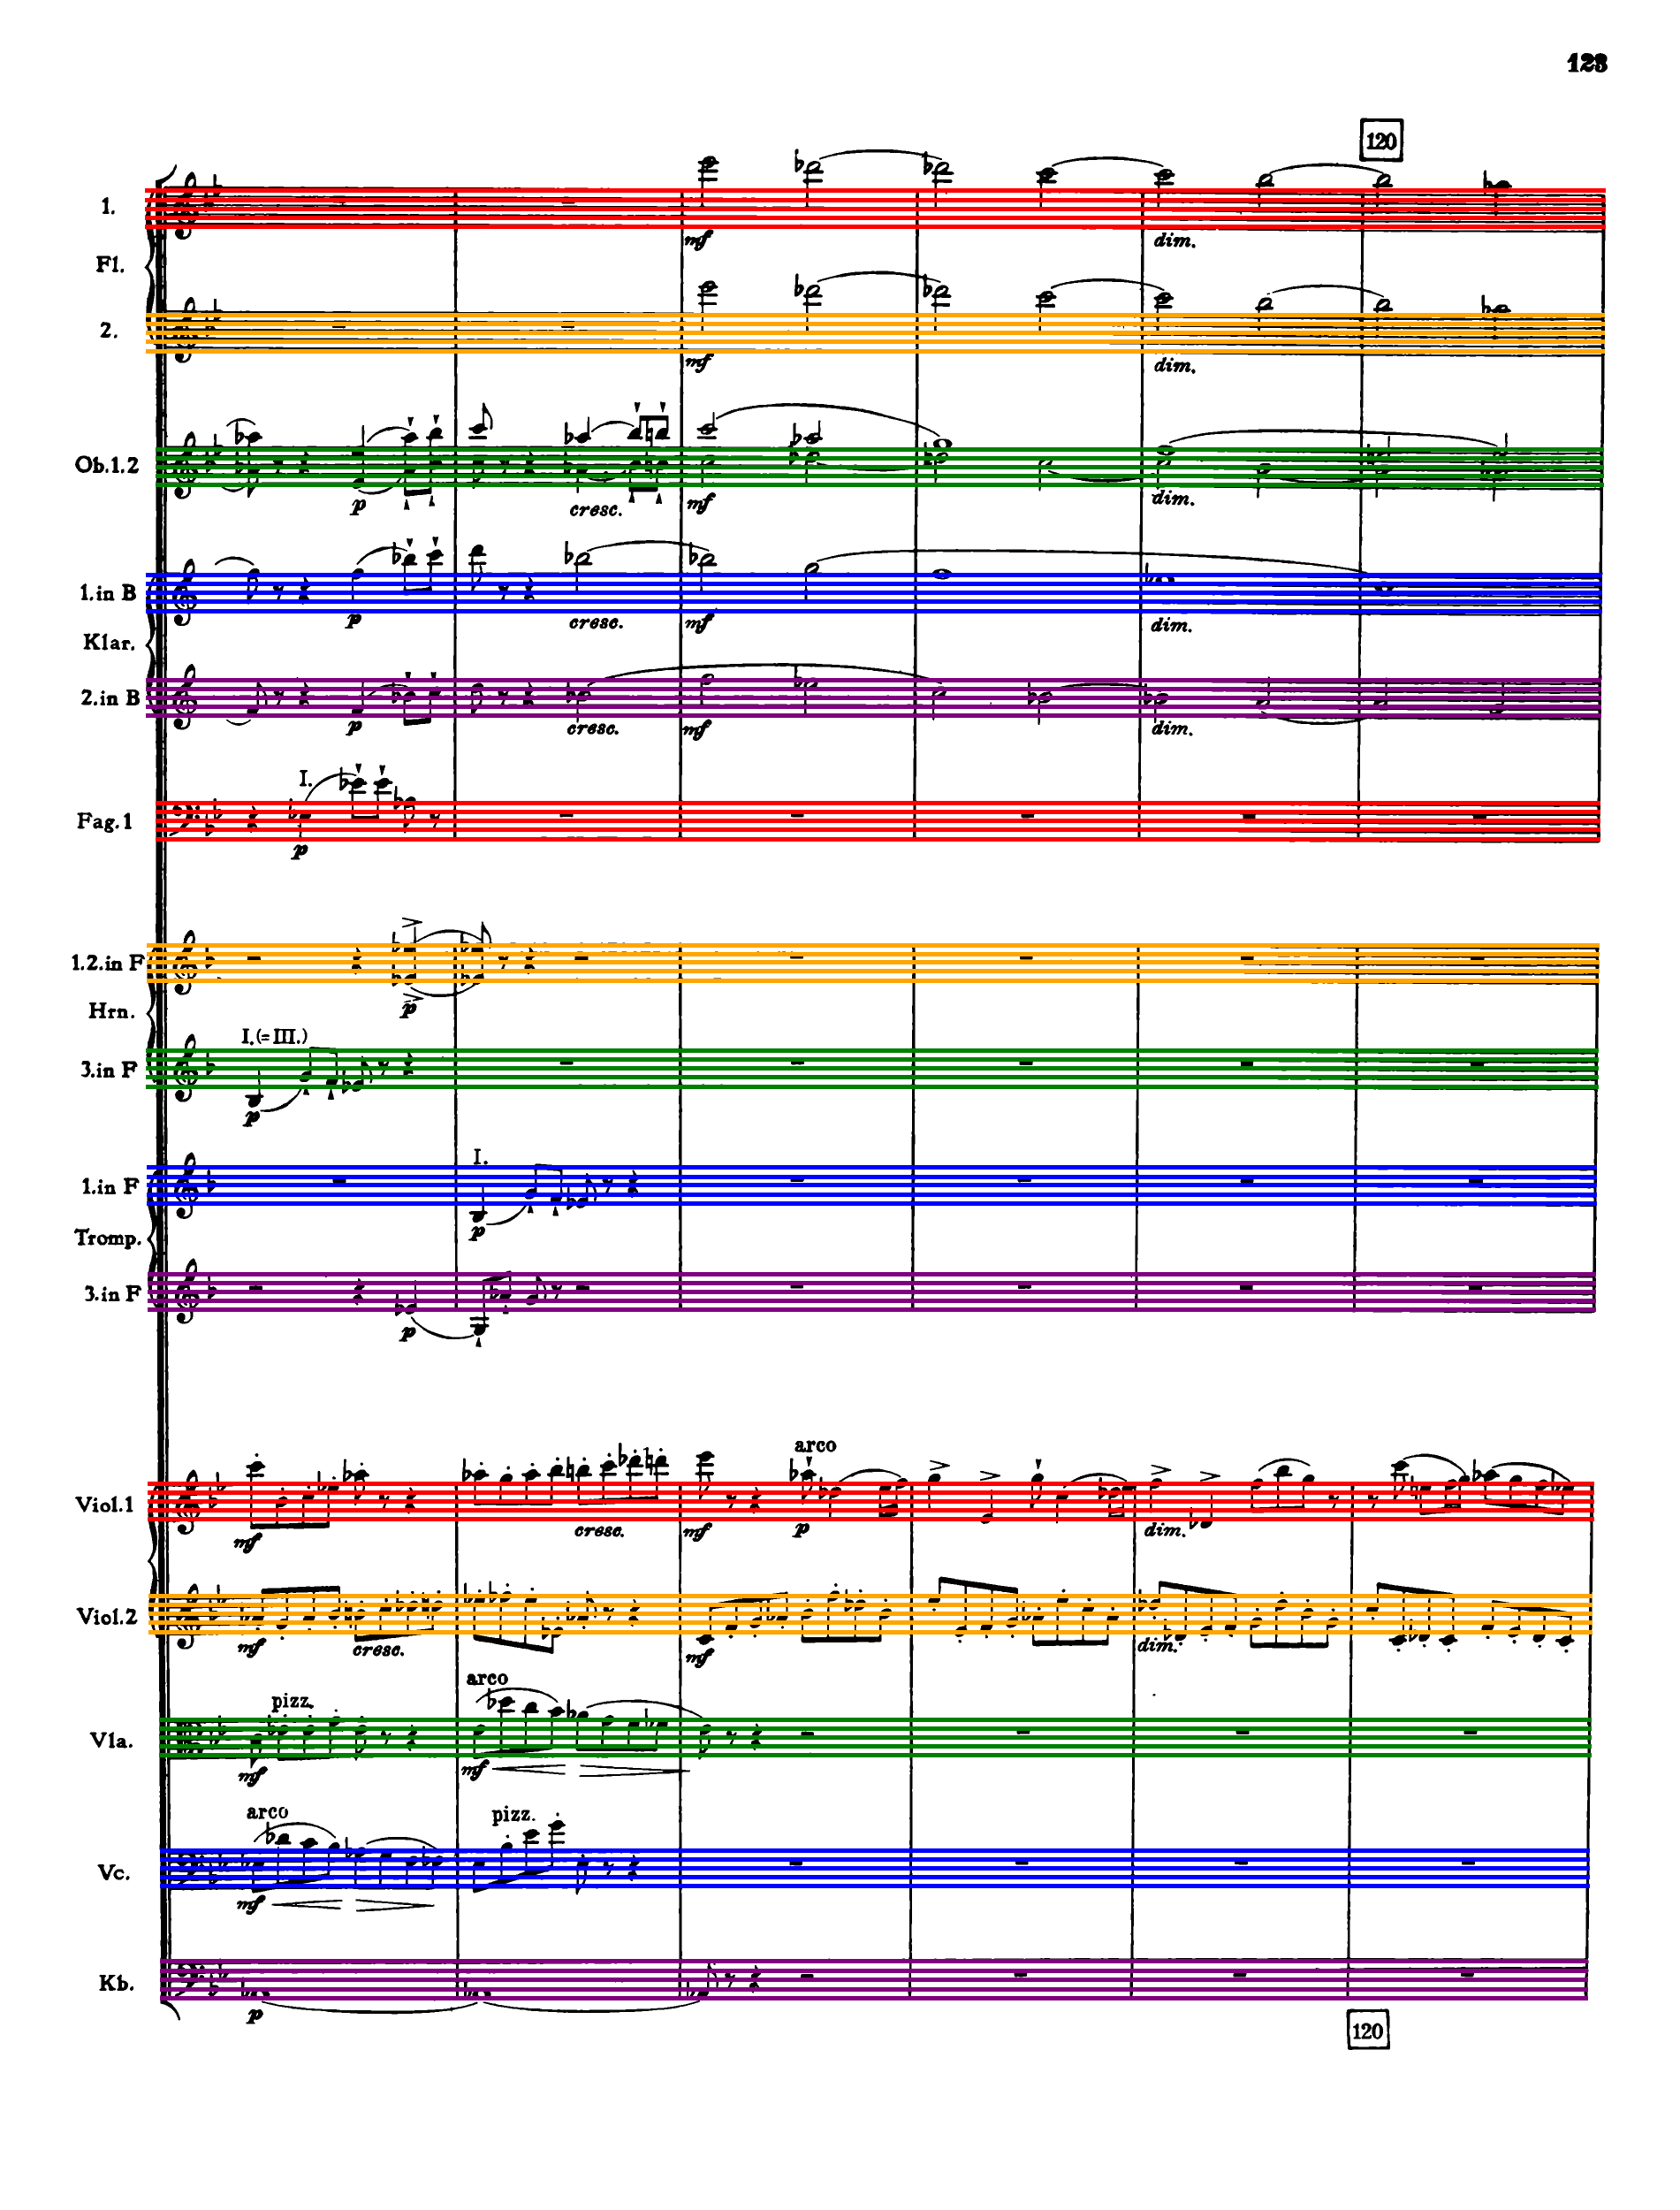 123
120
1.
mf
dim.
Fl.
2.
mf
dim.
Ob.1.2
p
cresc.
mf
dim.
1.in B
p
cresc.
mf
dim.
Klar.
2.in B
p
cresc.
mf
dim.
I.
Fag.1
p
1.2.in F
p
Hrn.
I.(=III.)
3.in F
p
I.
1.in F
p
Tromp.
3.in F
p
arco
Viol.1
mf
cresc.
mf
p
dim.
Viol.2
mf
cresc.
mf
dim.
pizz.
arco
Vla.
mf
mf
arco
pizz.
Vc.
mf
Kb.
p
120